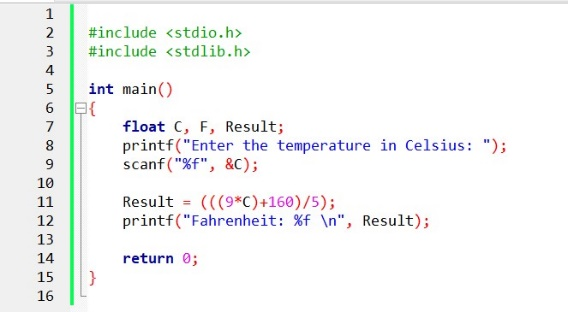 1
2 #include <stdio.h>
3 #include <stdlib.h>
4
5 int main()
6 {
7 float C, F, Result;
8 printf("Enter the temperature in Celsius: ");
9 scanf("%f", &C);
10
11 Result = (((9*C)+160)/5);
12 printf("Fahrenheit: %f \n", Result);
13
14 return 0;
15 }
16